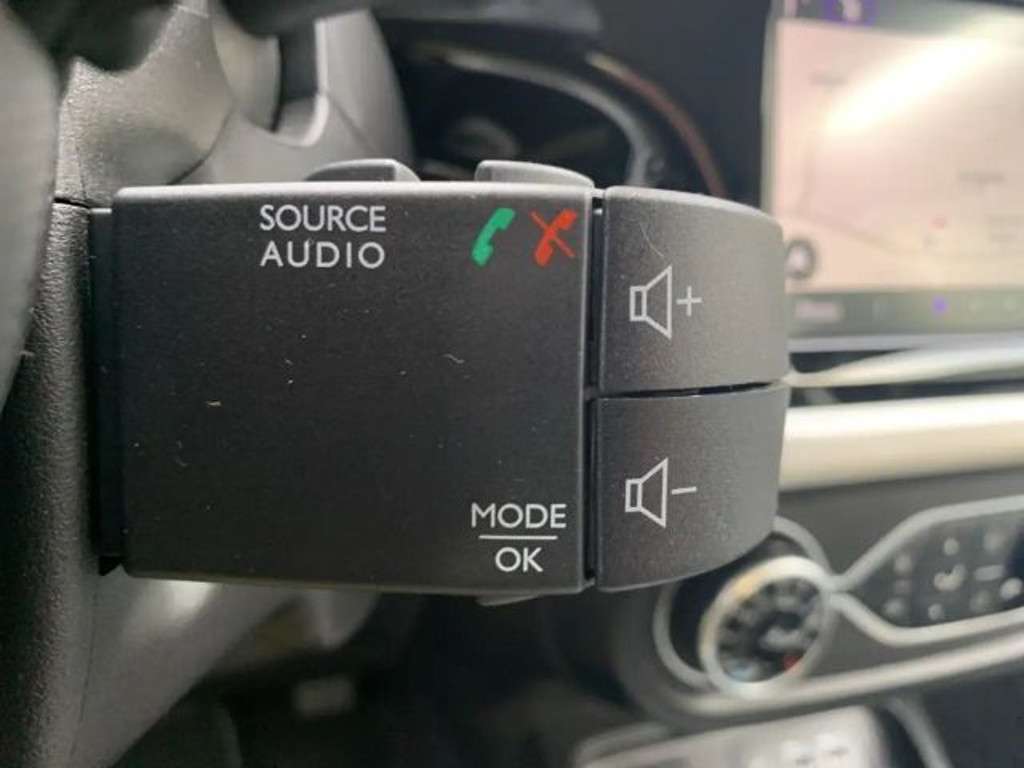 SOURCE
AUDIO
+
MODE
OK
-